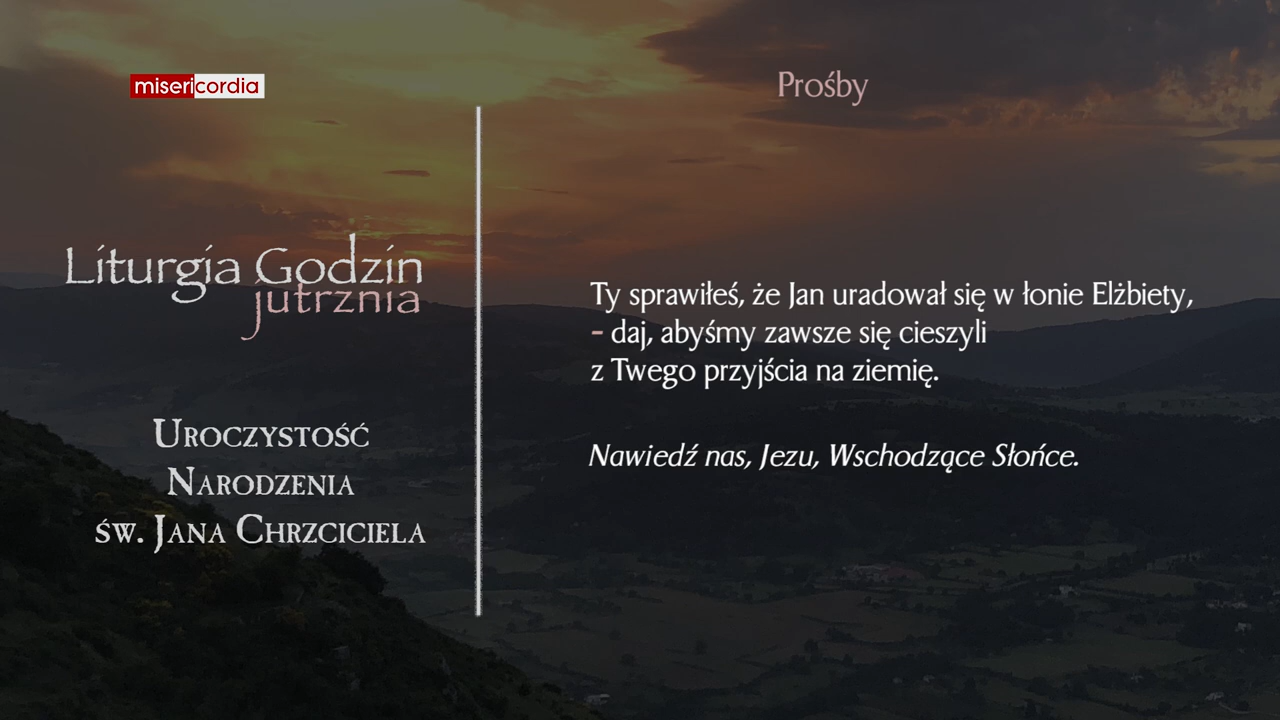 misericordia
Liturgia Godzin
jutrznia
Uroczystość
Narodzenia
św. Jana Chrzciciela
Prośby
Ty sprawiłeś, że Jan uradował się w łonie Elżbiety,
- daj, abyśmy zawsze się cieszyli
z Twego przyjścia na ziemię.
Nawiedź nas, Jezu, Wschodzące Słońce.